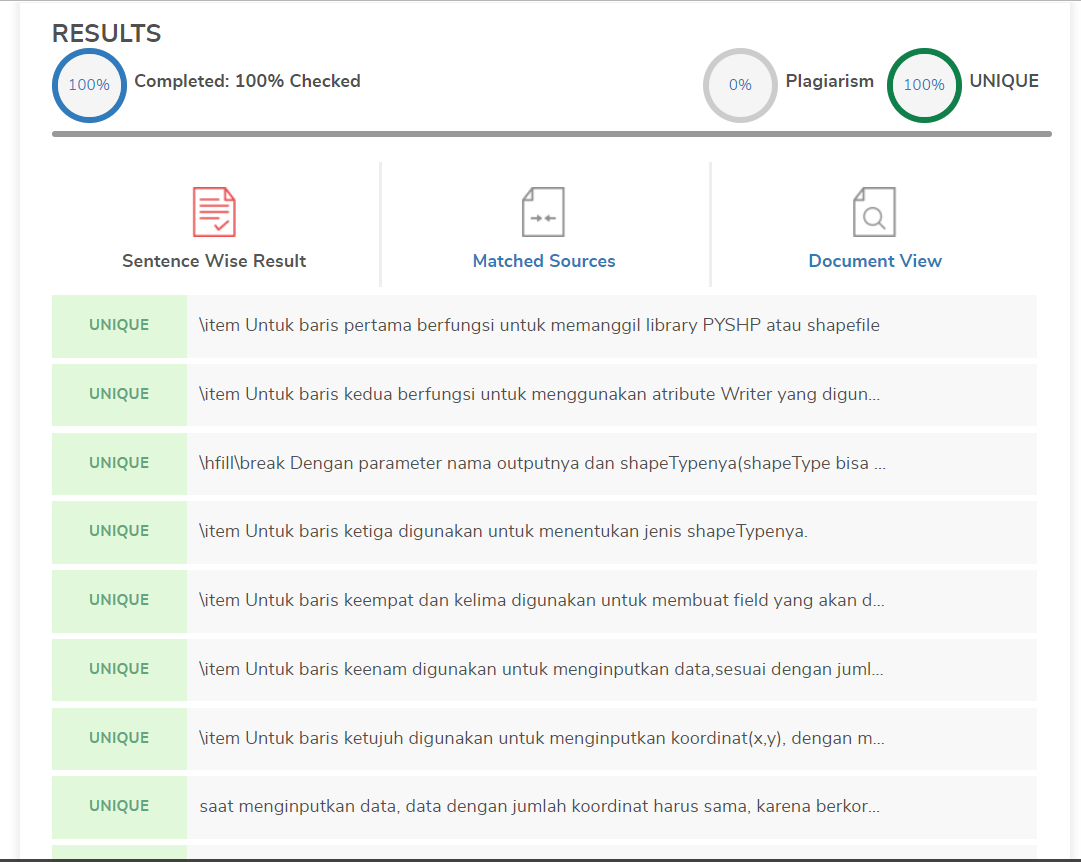 RESULTS
100% Completed: 100% Checked 0% Plagiarism 100% UNIQUE
Sentence Wise Result Matched Sources Document View
UNIQUE \item Untuk baris pertama berfungsi untuk memanggil library PYSHP atau shapefile
UNIQUE \item Untuk baris kedua berfungsi untuk menggunakan atribute Writer yang digun...
UNIQUE \hfill\break Dengan parameter nama outputnya dan shapeTypenya(shapeType bisa ...
UNIQUE \item Untuk baris ketiga digunakan untuk menentukan jenis shapeTypenya.
UNIQUE \item Untuk baris keempat dan kelima digunakan untuk membuat field yang akan d...
UNIQUE \item Untuk baris keenam digunakan untuk menginputkan data,sesuai dengan juml...
UNIQUE \item Untuk baris ketujuh digunakan untuk menginputkan koordinat(x,y), dengan m...
UNIQUE saat menginputkan data, data dengan jumlah koordinat harus sama, karena berkor...